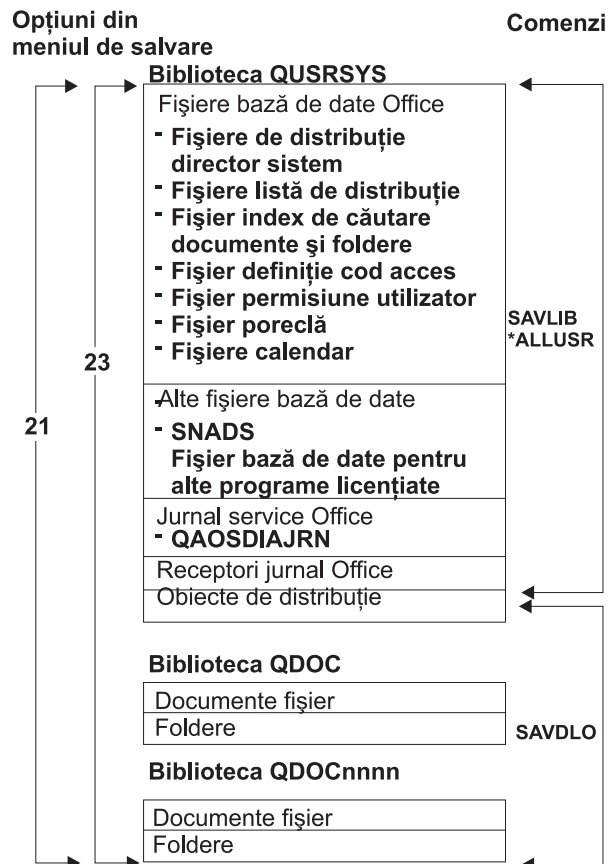 Opţiuni din
meniul de salvare
Comenzi
Biblioteca QUSRSYS
Fişiere bază de date Office
- Fişiere de distribuţie
director sistem
- Fişiere listă de distribuţie
- Fişier index de căutare
documente şi foldere
- Fişier definiţie cod acces
- Fişier permisiune utilizator
- Fişier poreclă
- Fişiere calendar
SAVLIB
*ALLUSR
23
21
-Alte fişiere bază de date
- SNADS
Fişier bază de date pentru
alte programe licenţiate
Jurnal service Office
- QAOSDIAJRN
Receptori jurnal Office
Obiecte de distribuţie
Biblioteca QDOC
Documente fişier
Foldere
SAVDLO
Biblioteca QDOCnnnn
Documente fişier
Foldere